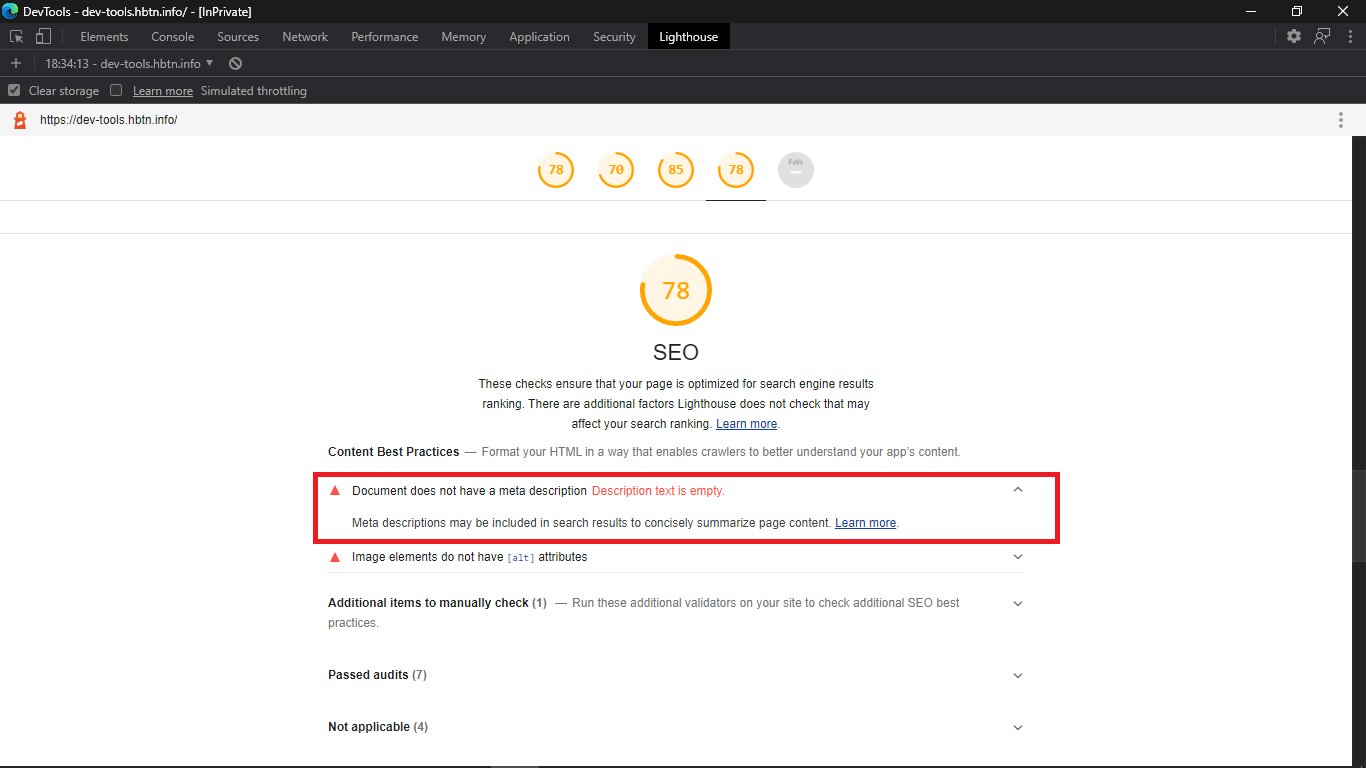 DevTools - dev-tools.hbtn.info/ - [InPrivate]
Elements Console Sources Network Performance Memory Application Security Lighthouse
18:34:13 - dev-tools.hbtn.info
Clear storage Learn more Simulated throttling
https://dev-tools.hbtn.info/
78 70 85 78 PWA
78
SEO
These checks ensure that your page is optimized for search engine results
ranking. There are additional factors Lighthouse does not check that may
affect your search ranking. Learn more.
Content Best Practices — Format your HTML in a way that enables crawlers to better understand your app's content.
Document does not have a meta description Description text is empty.
Meta descriptions may be included in search results to concisely summarize page content. Learn more.
Image elements do not have [alt] attributes
Additional items to manually check (1) — Run these additional validators on your site to check additional SEO best
practices.
Passed audits (7)
Not applicable (4)